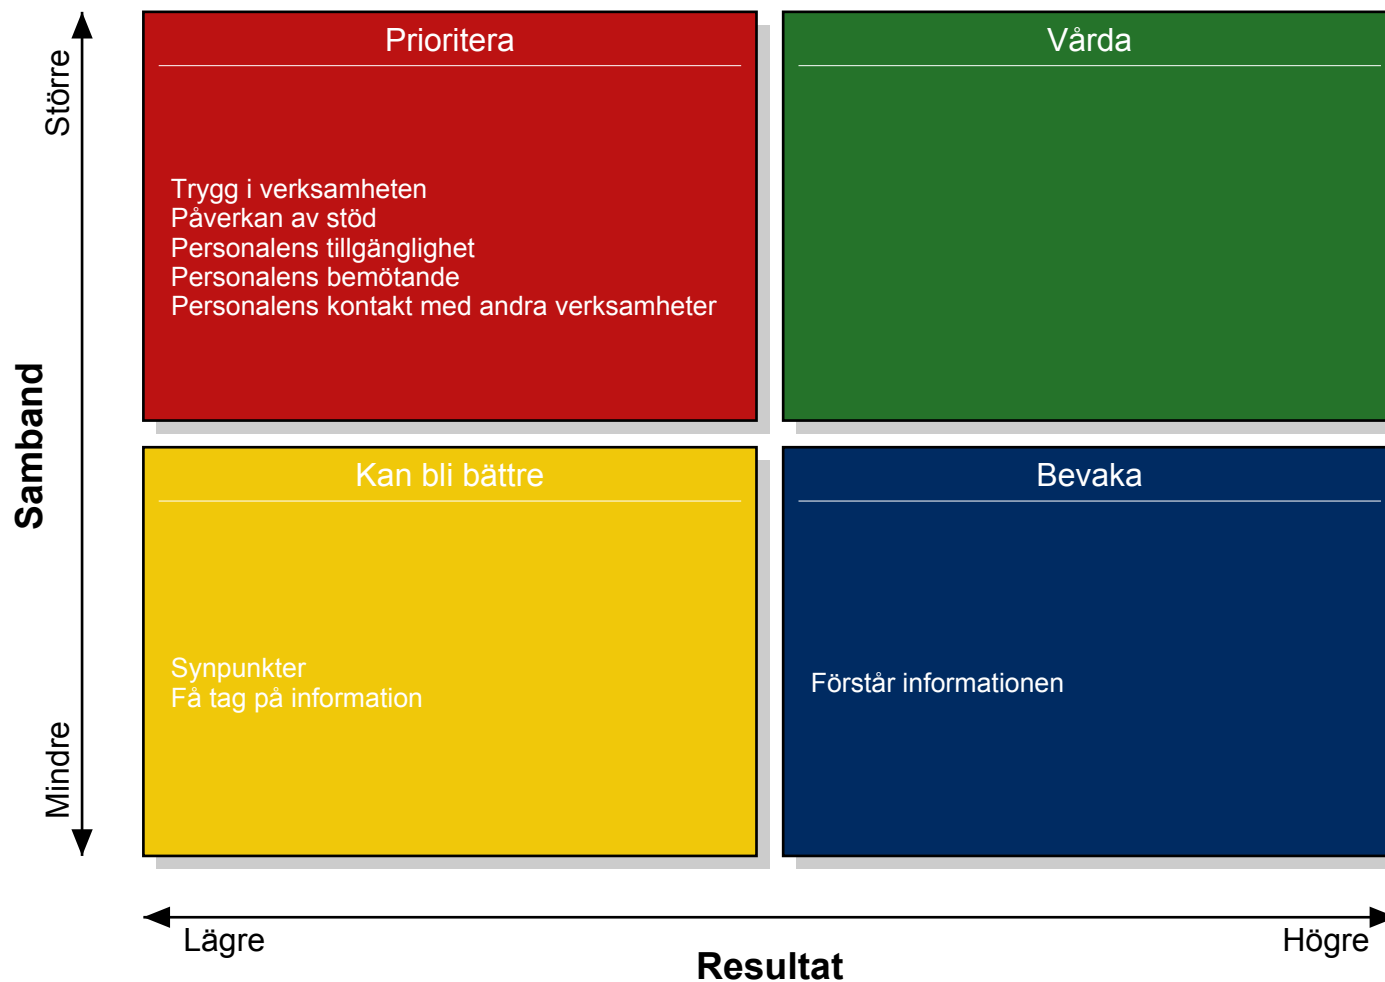 Större
Samband
Mindre
Prioritera
Trygg i verksamheten
Påverkan av stöd
Personalens tillgänglighet
Personalens bemötande
Personalens kontakt med andra verksamheter
Vårda
Kan bli bättre
Synpunkter
Få tag på information
Bevaka
Förstår informationen
Lägre
Högre
Resultat